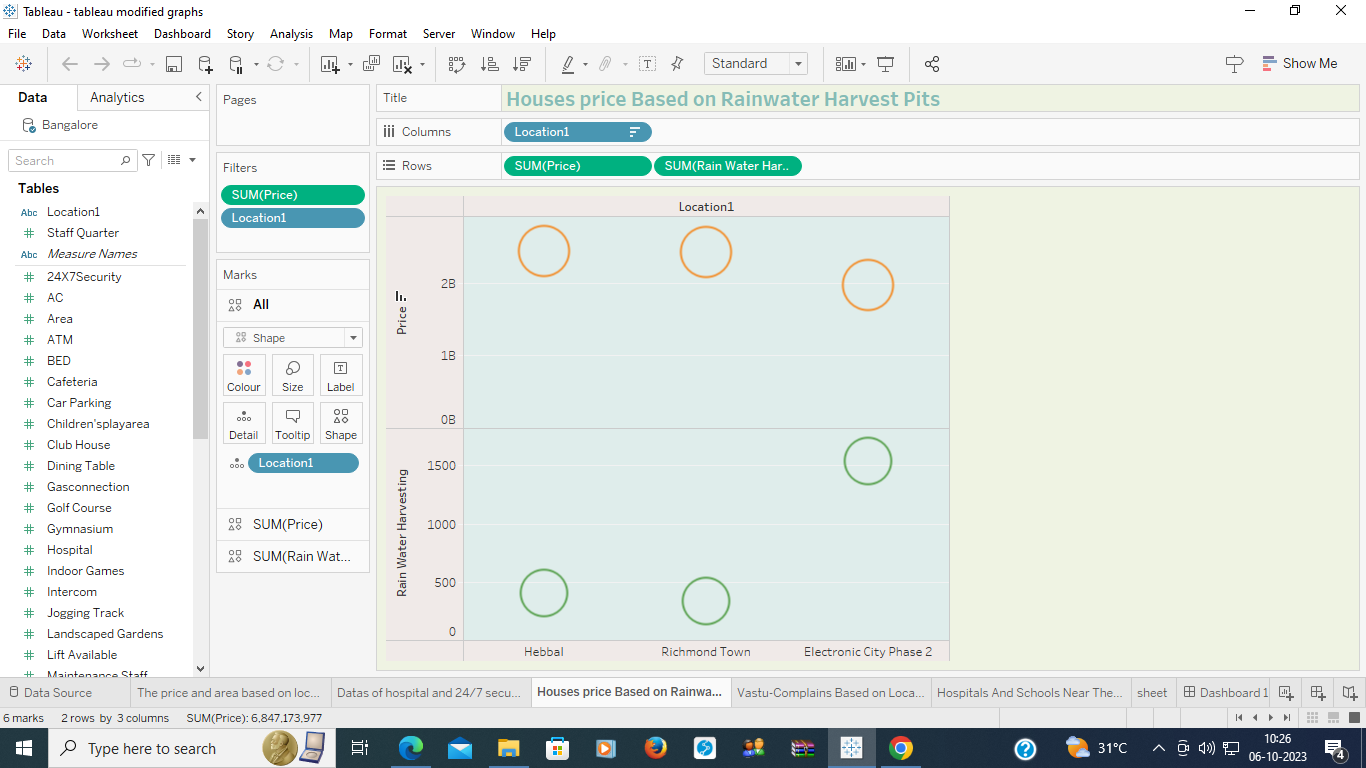 Tableau - tableau modified graphs
File Data Worksheet Dashboard Story Analysis Map Format Server Window Help
Standard
Show Me
Data Analytics
Bangalore
Search
Tables
Abc Location1
Staff Quarter
Abc Measure Names
24X7Security
AC
Area
ATM
BED
Cafeteria
Car Parking
Children'splayarea
Club House
Dining Table
Gasconnection
Golf Course
Gymnasium
Hospital
Indoor Games
Intercom
Jogging Track
Landscaped Gardens
Lift Available
Maintenance Staff
Pages
Filters
SUM(Price)
Location1
Marks
All
Shape
Colour Size Label
Detail Tooltip Shape
Location1
SUM(Price)
SUM(Rain Wat...
Title Houses price Based on Rainwater Harvest Pits
Columns Location1
Rows SUM(Price) SUM(Rain Water Har..
Location1
Price
2B
1B
0B
Rain Water Harvesting
1500
1000
500
0
Hebbal Richmond Town Electronic City Phase 2
Data Source The price and area based on loc... Datas of hospital and 24/7 secu... Houses price Based on Rainwa... Vastu-Complains Based on Loca... Hospitals And Schools Near The... sheet Dashboard 1
6 marks 2 rows by 3 columns SUM(Price): 6,847,173,977
Type here to search
31°C
10:26
06-10-2023
4